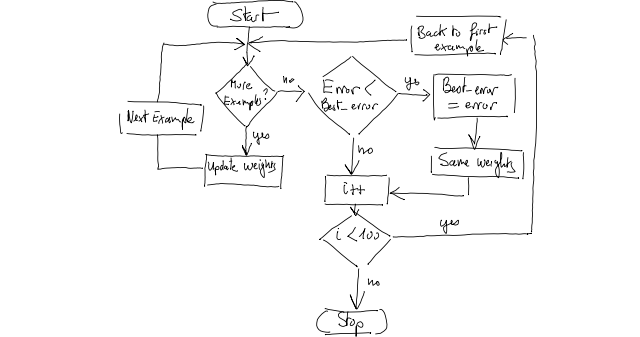 Start
Back to first
example
More
Examples?
no
Error <
Best_error
yes
Best_error
= error
Next Example
yes
Update weights
no
Save weights
i++
i < 100
yes
no
Stop